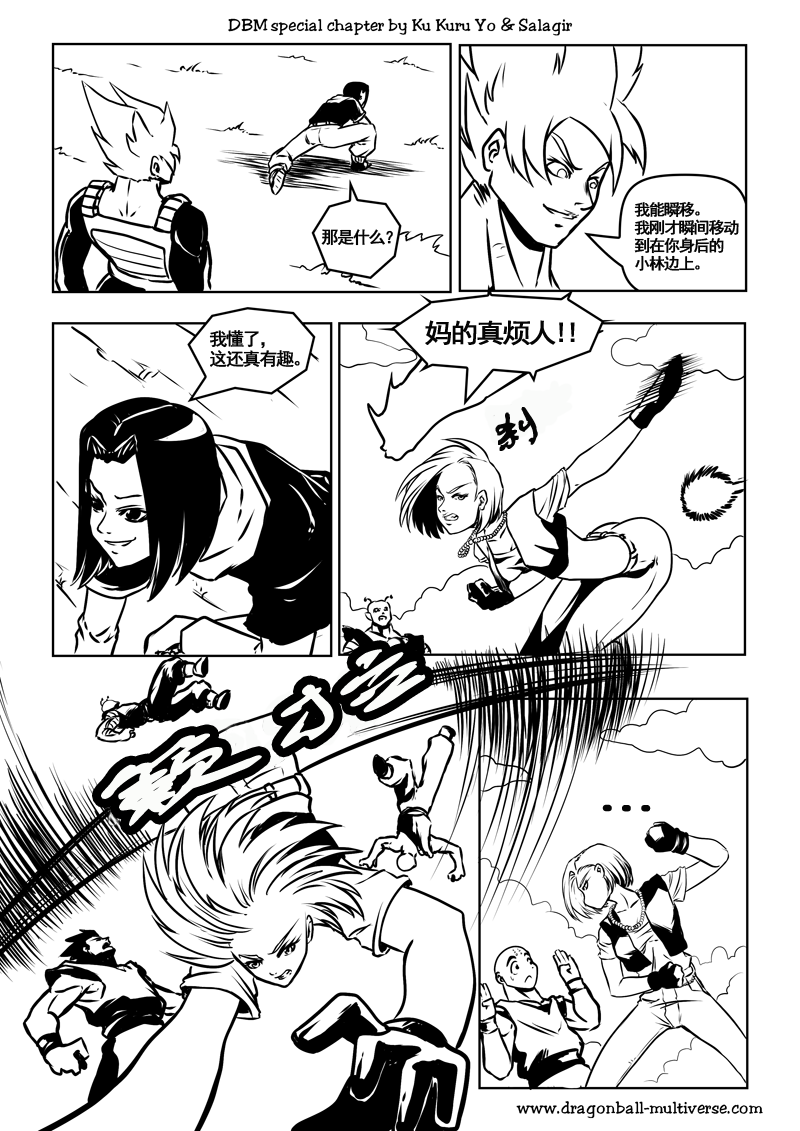 DBM special chapter by Ku Kuru Yo & Salagir
那是什么？
我能瞬移。
我刚才瞬间移动
到在你身后的
小林边上。
我懂了，
这还真有趣。
妈的真烦人!!
刹
...
www.dragonball-multiverse.com